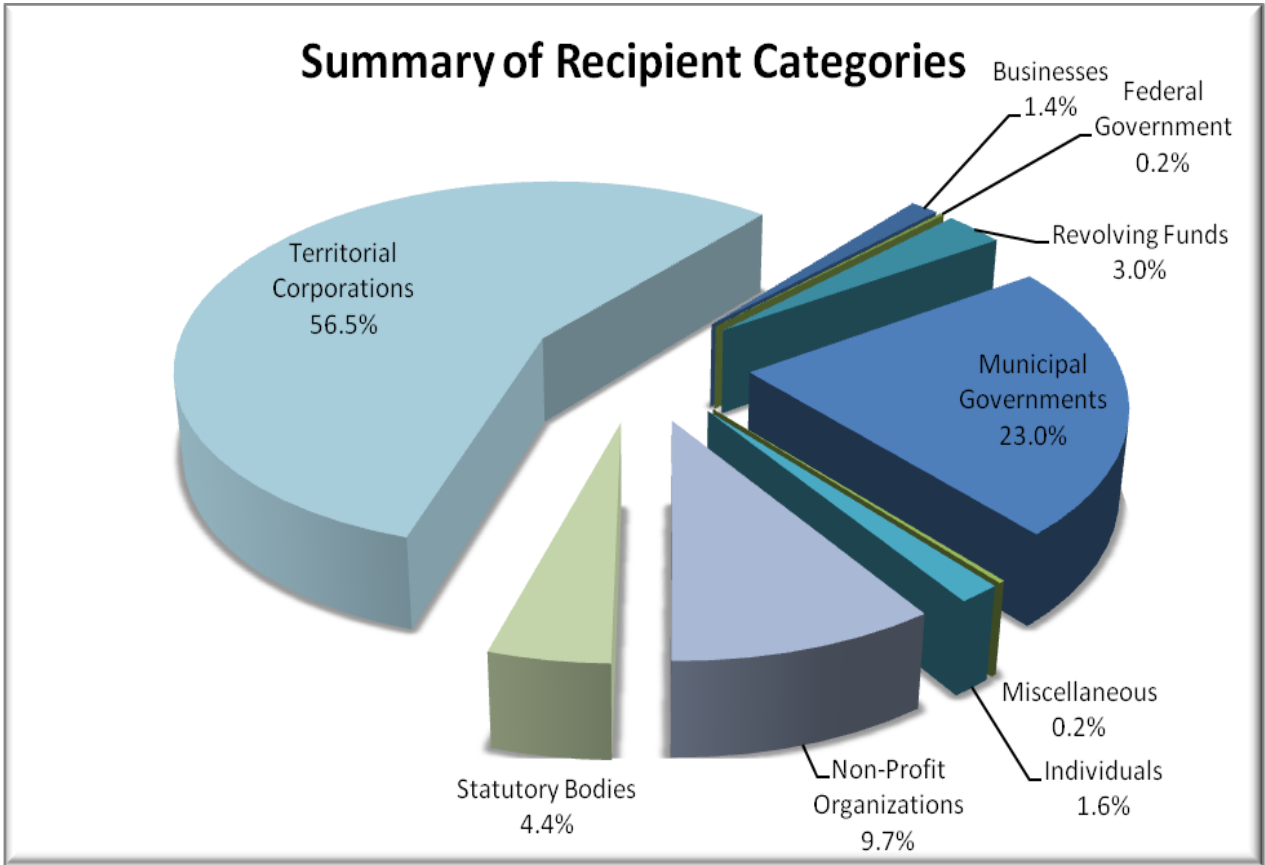 Summary of Recipient Categories
Businesses
1.4%
Federal
Government
0.2%
Revolving Funds
3.0%
Territorial
Corporations
56.5%
Municipal
Governments
23.0%
Miscellaneous
0.2%
Individuals
1.6%
Non-Profit
Organizations
9.7%
Statutory Bodies
4.4%